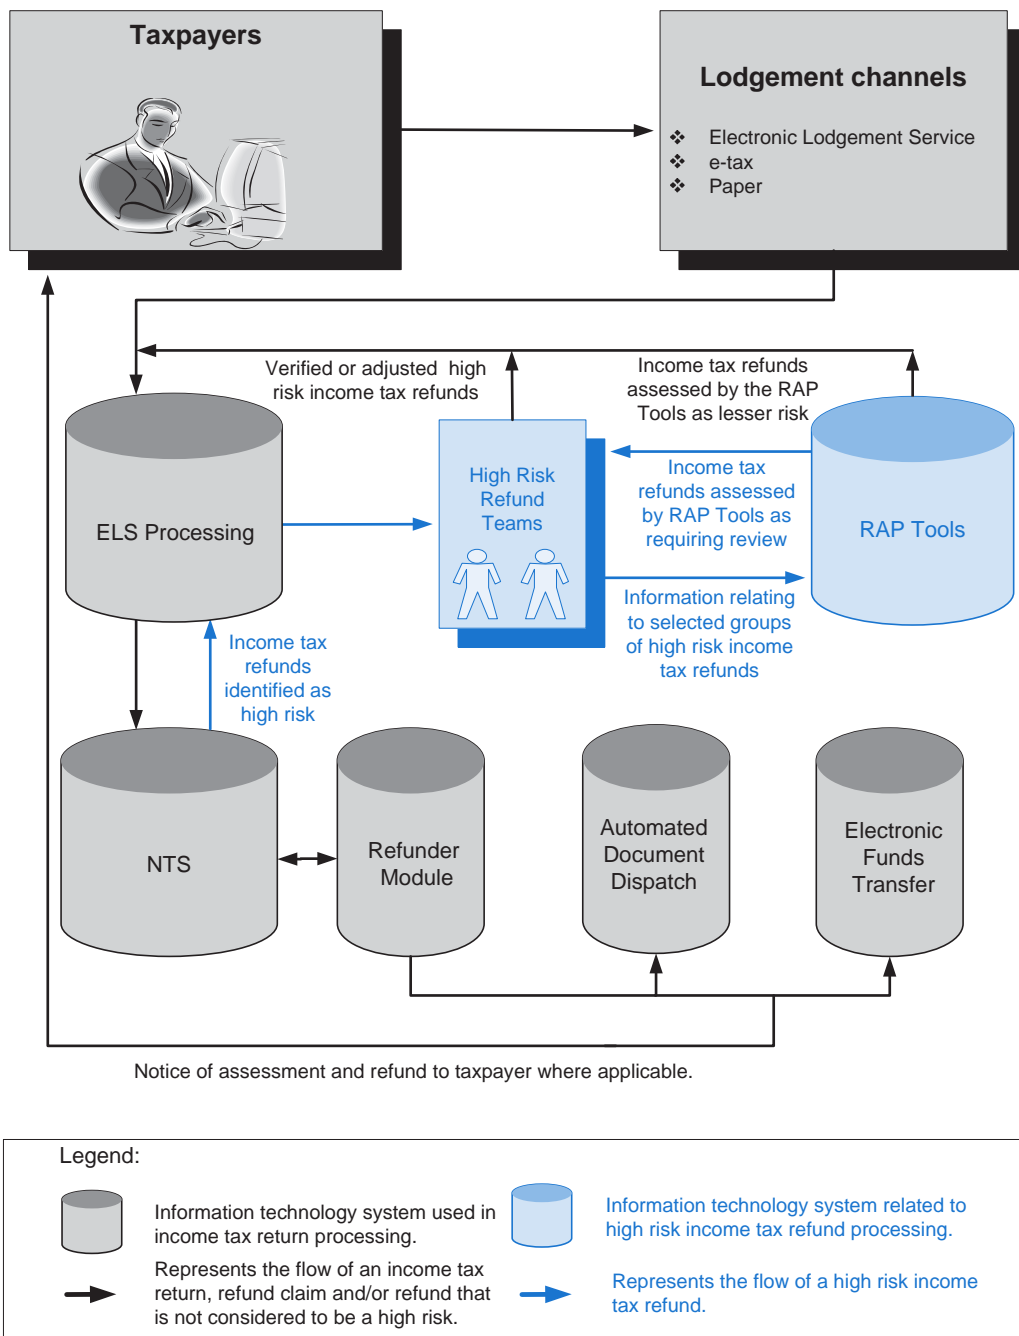 Taxpayers
Lodgement channels
❖ Electronic Lodgement Service
❖ e-tax
❖ Paper
Verified or adjusted high
risk income tax refunds
Income tax refunds
assessed by the RAP
Tools as lesser risk
ELS Processing
High Risk
Refund
Teams
Income tax
refunds assessed
by RAP Tools as
requiring review
RAP Tools
Information relating
to selected groups
of high risk income
tax refunds
Income tax
refunds
identified as
high risk
NTS
Refunder
Module
Automated
Document
Dispatch
Electronic
Funds
Transfer
Notice of assessment and refund to taxpayer where applicable.
Legend:
Information technology system used in
income tax return processing.
Information technology system related to
high risk income tax refund processing.
Represents the flow of an income tax
return, refund claim and/or refund that
is not considered to be a high risk.
Represents the flow of a high risk income
tax refund.